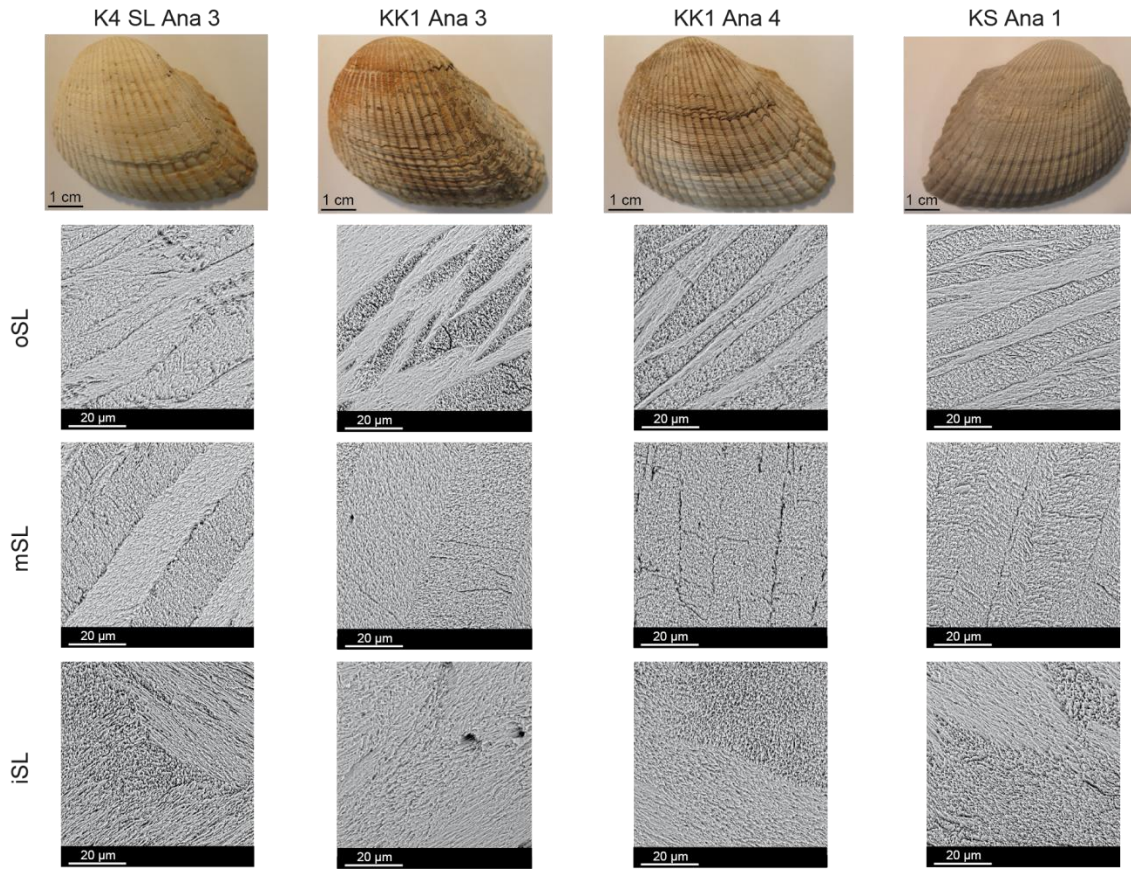 K4 SL Ana 3 KK1 Ana 3 KK1 Ana 4 KS Ana 1
1 cm 1 cm 1 cm 1 cm
oSL
20 µm 20 µm 20 µm 20 µm
mSL
20 µm 20 µm 20 µm 20 µm
iSL
20 µm 20 µm 20 µm 20 µm